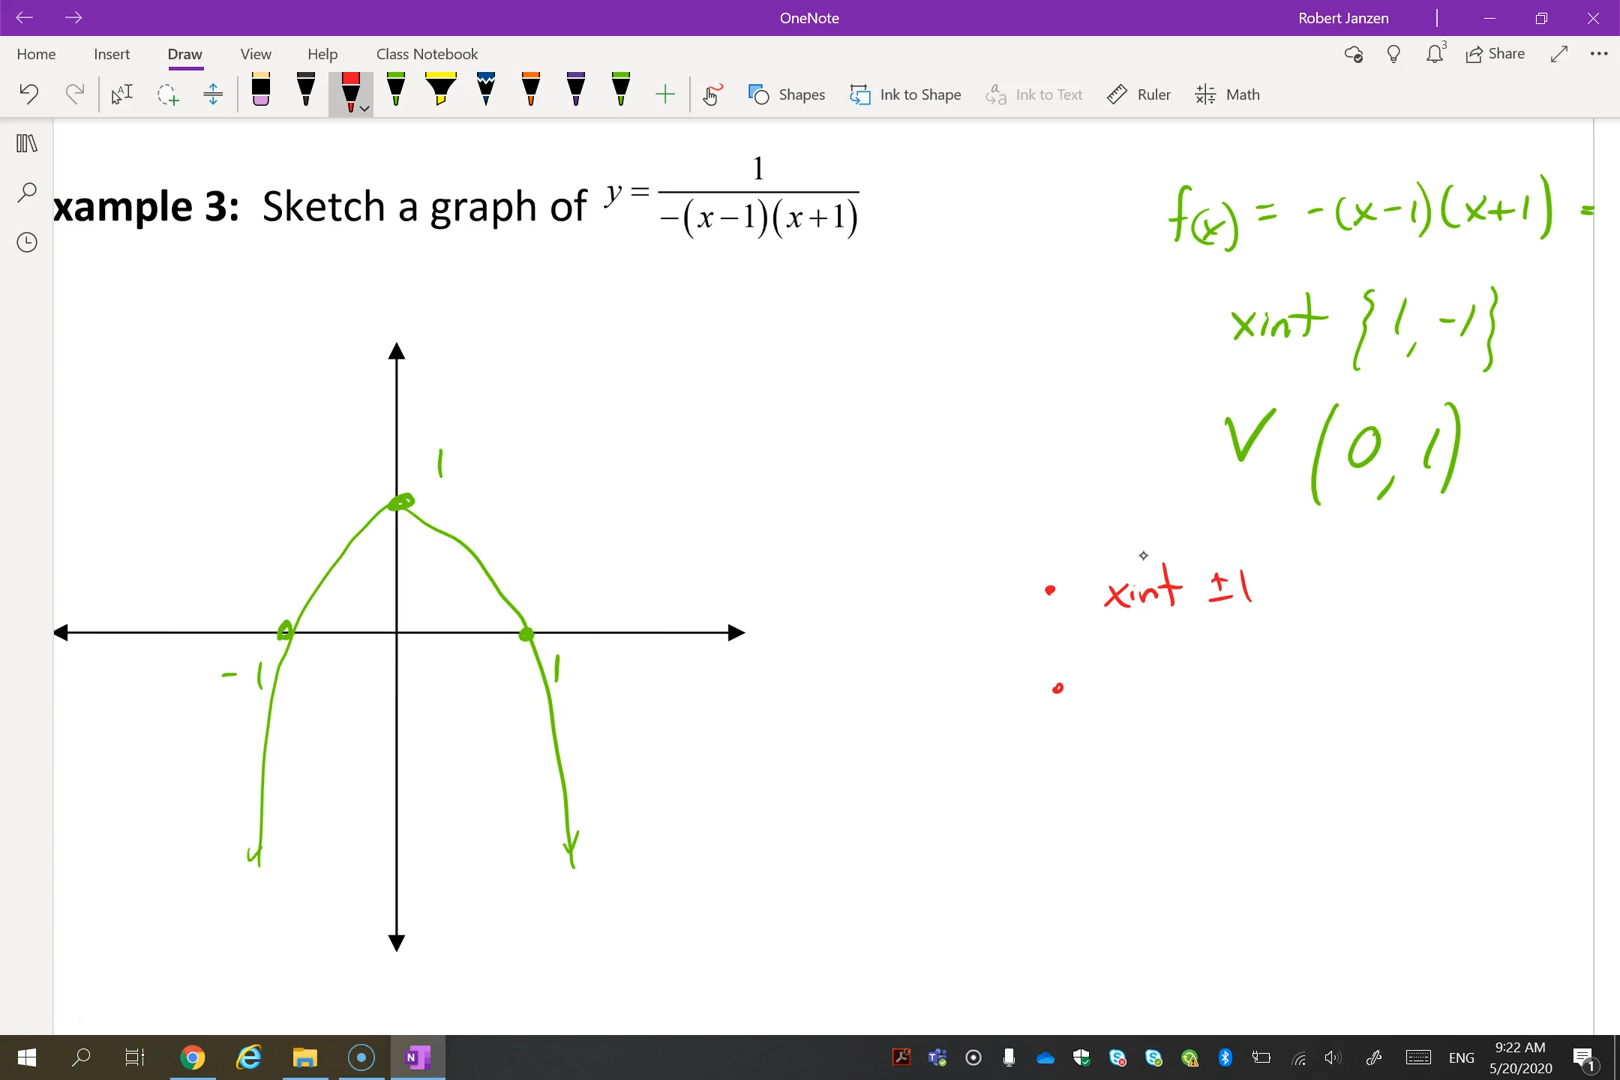 OneNote
Robert Janzen
Home Insert Draw View Help Class Notebook
3
Share
Shapes Ink to Shape Ink to Text Ruler Math
xample 3: Sketch a graph of y = 1/(-(x-1)(x+1))
f(x) = -(x-1)(x+1) =
xint {1, -1}
V (0, 1)
1
• xint ±1
-1 1
•
ENG
9:22 AM
5/20/2020
1